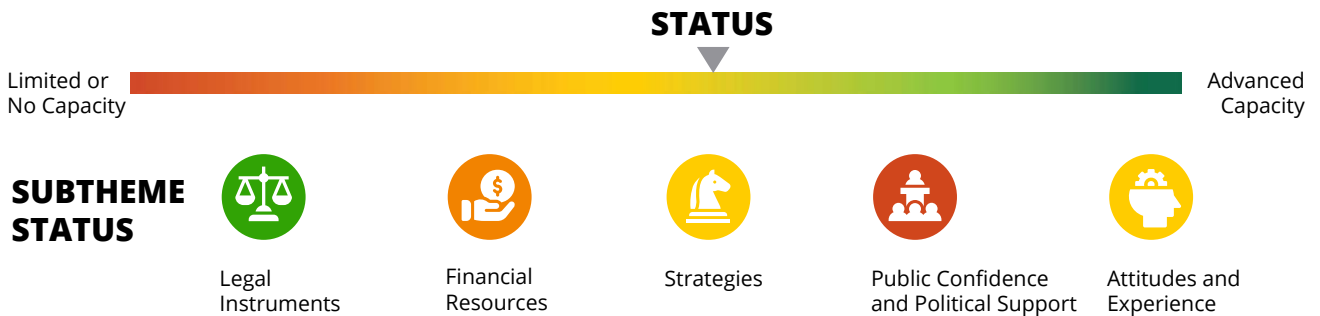 STATUS
Limited or
No Capacity
Advanced
Capacity
SUBTHEME
STATUS
$
Legal
Instruments
Financial
Resources
Strategies
Public Confidence
and Political Support
Attitudes and
Experience